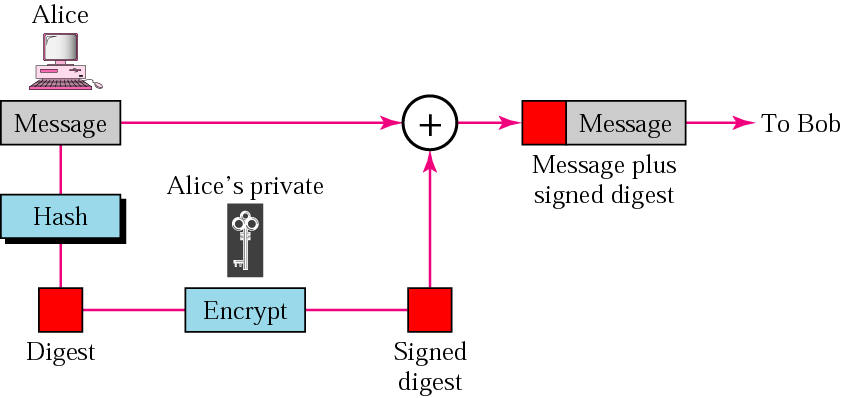 Alice
Message
+
Message
To Bob
Message plus
signed digest
Alice's private
Hash
Encrypt
Digest
Signed
digest